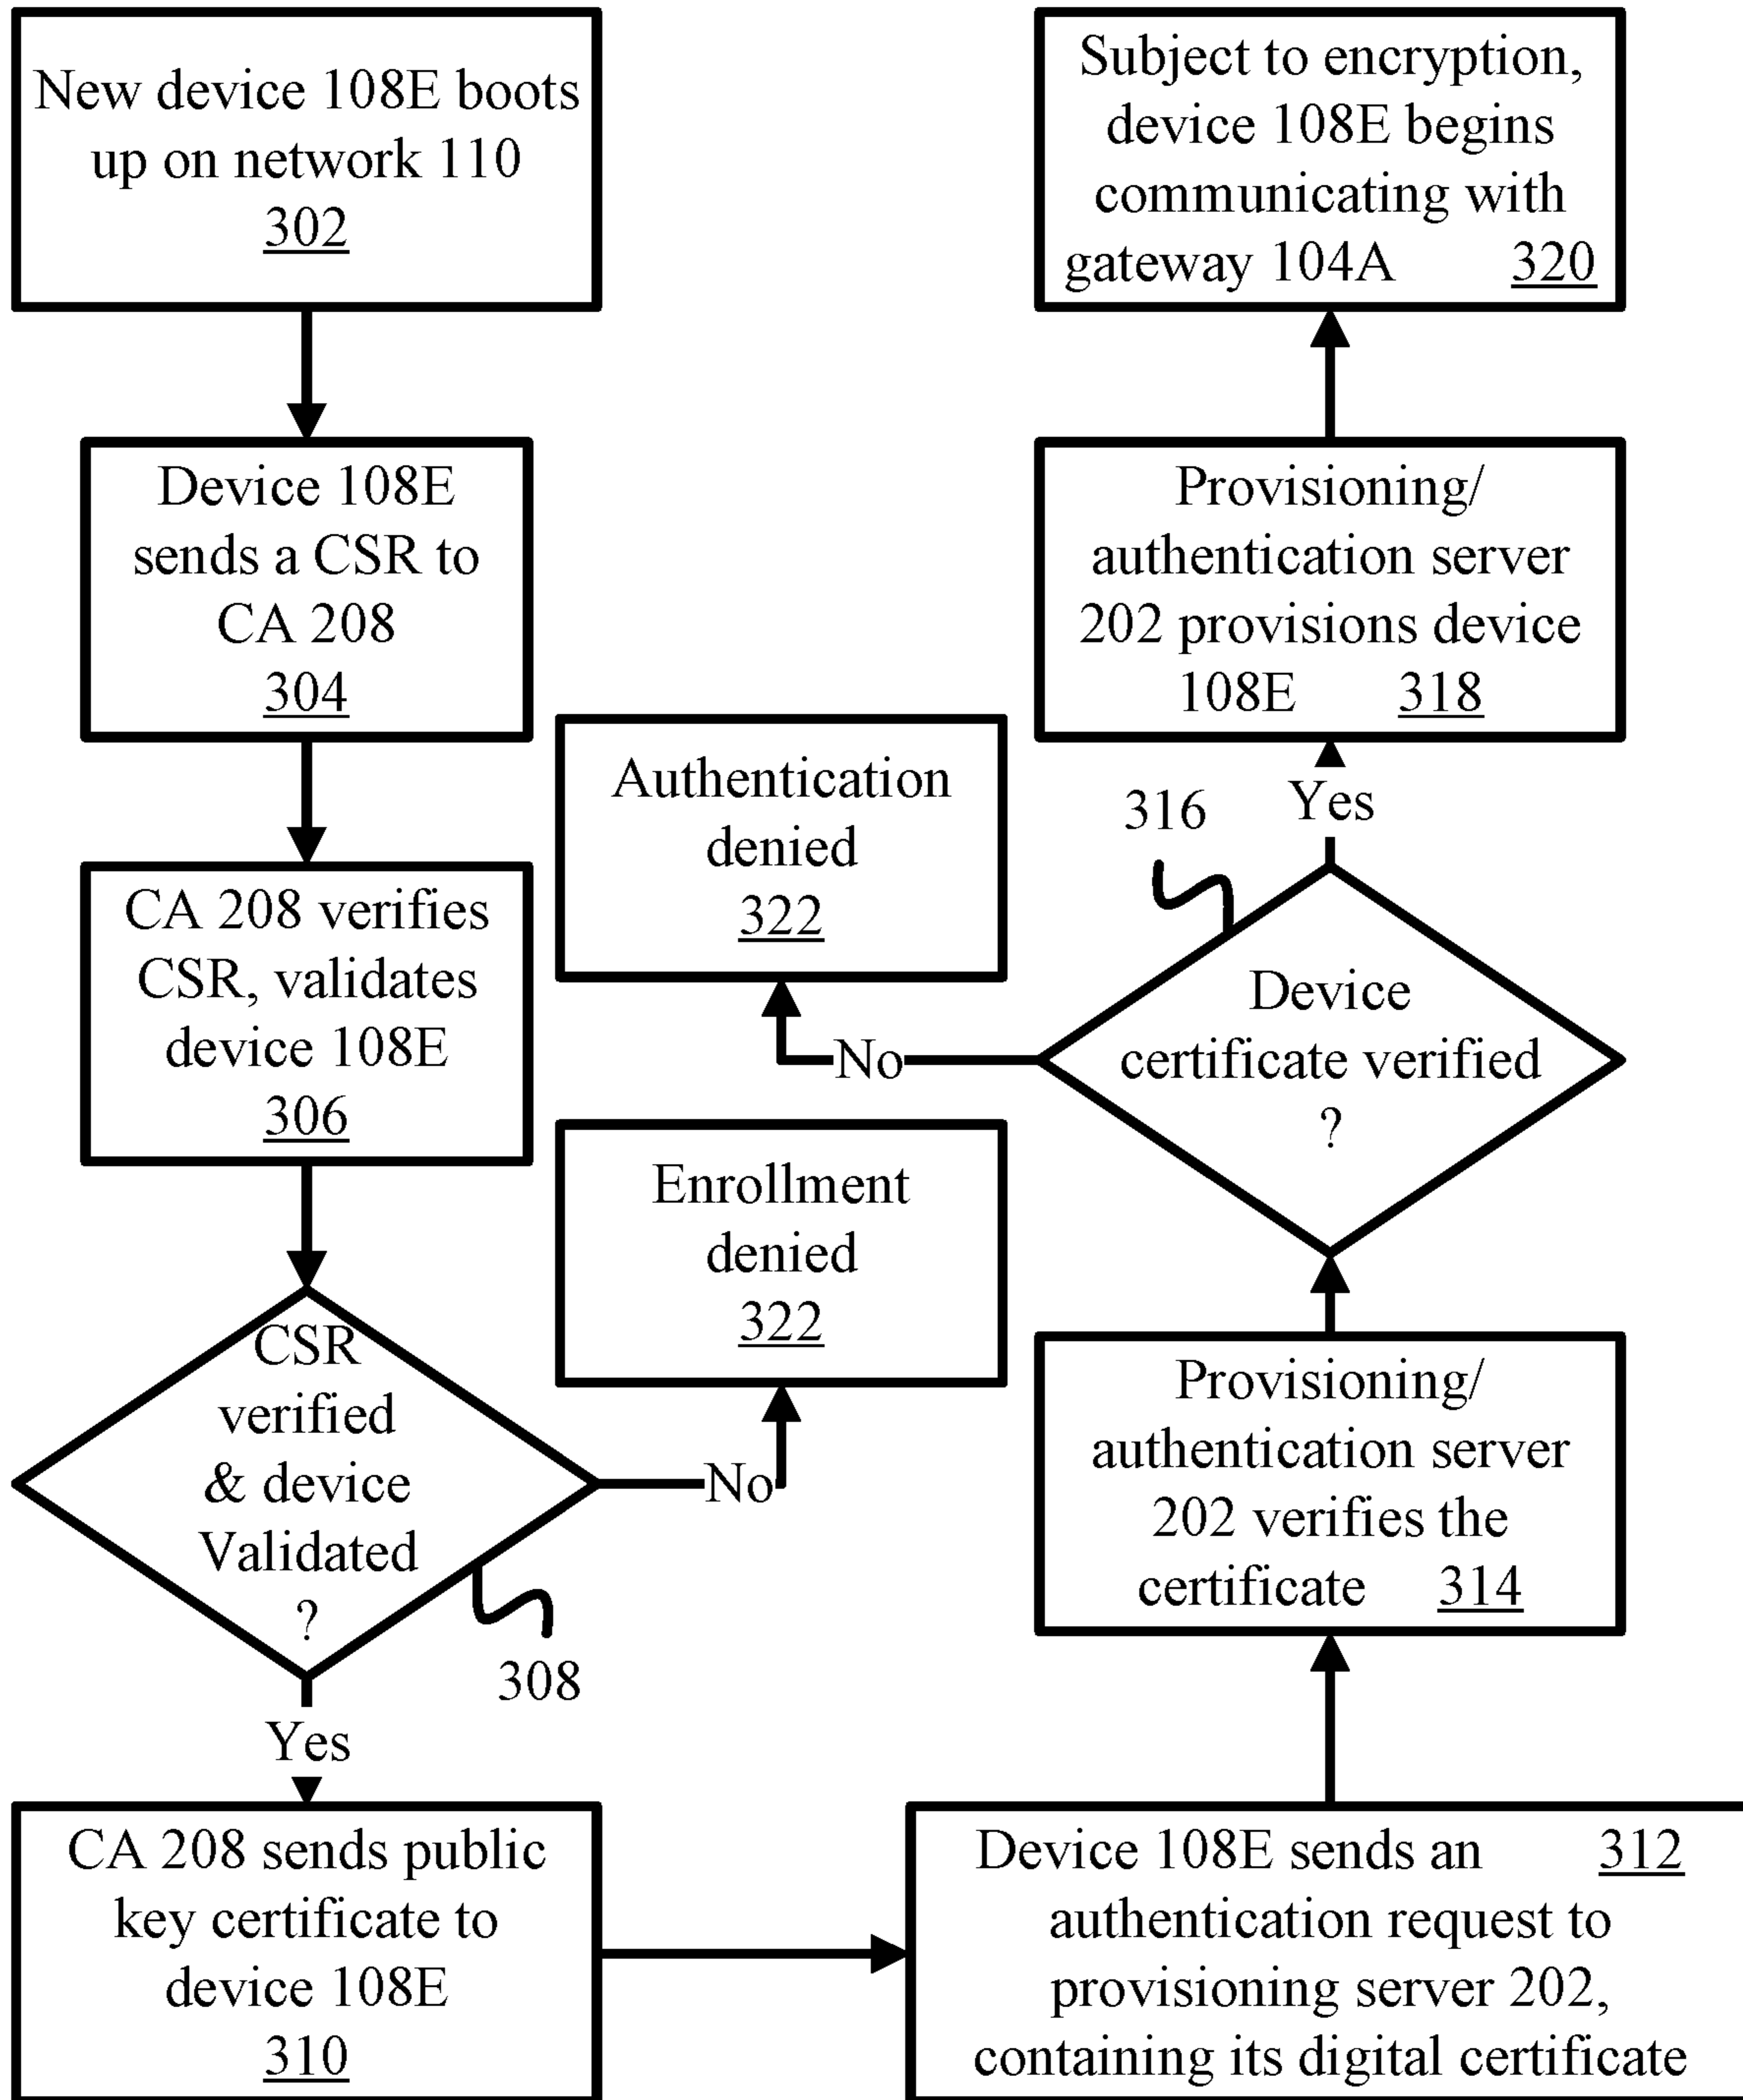 New device 108E boots
up on network 110
302
Device 108E
sends a CSR to
CA 208
304
CA 208 verifies
CSR, validates
device 108E
306
CSR
verified
& device
Validated
?
308
No
Enrollment
denied
322
Yes
CA 208 sends public
key certificate to
device 108E
310
Device 108E sends an 312
authentication request to
provisioning server 202,
containing its digital certificate
Provisioning/
authentication server
202 verifies the
certificate 314
Device
certificate verified
?
316
No
Authentication
denied
322
Yes
Provisioning/
authentication server
202 provisions device
108E 318
Subject to encryption,
device 108E begins
communicating with
gateway 104A 320